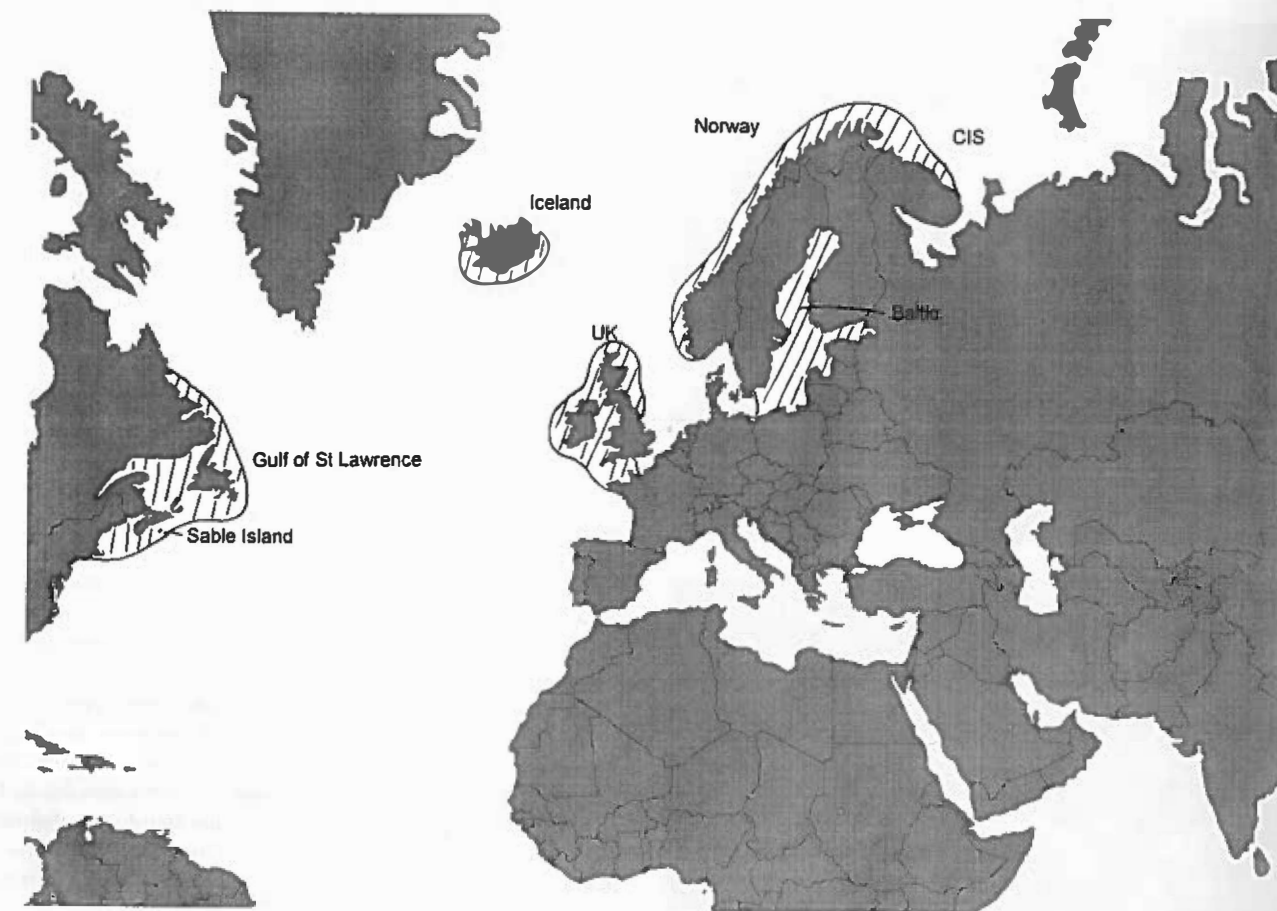 Norway
CIS
Iceland
Baltic
UK
Gulf of St Lawrence
Sable Island